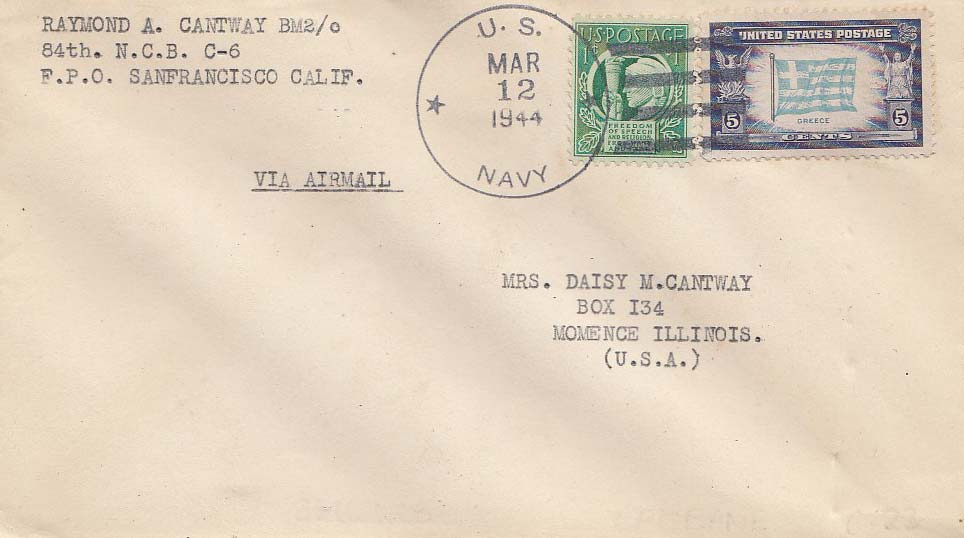 RAYMOND A. CANTWAY BM2/c
84th. N.C.B. C-6
F.P.O. SANFRANCISCO CALIF.
U. S.
MAR
12
1944
NAVY
U.S. POSTAGE
1¢
FREEDOM
OF SPEECH
AND RELIGION,
UNITED STATES POSTAGE
GREECE
5 5
CENTS
VIA AIRMAIL
MRS. DAISY M.CANTWAY
BOX I34
MOMENCE ILLINOIS.
(U.S.A.)